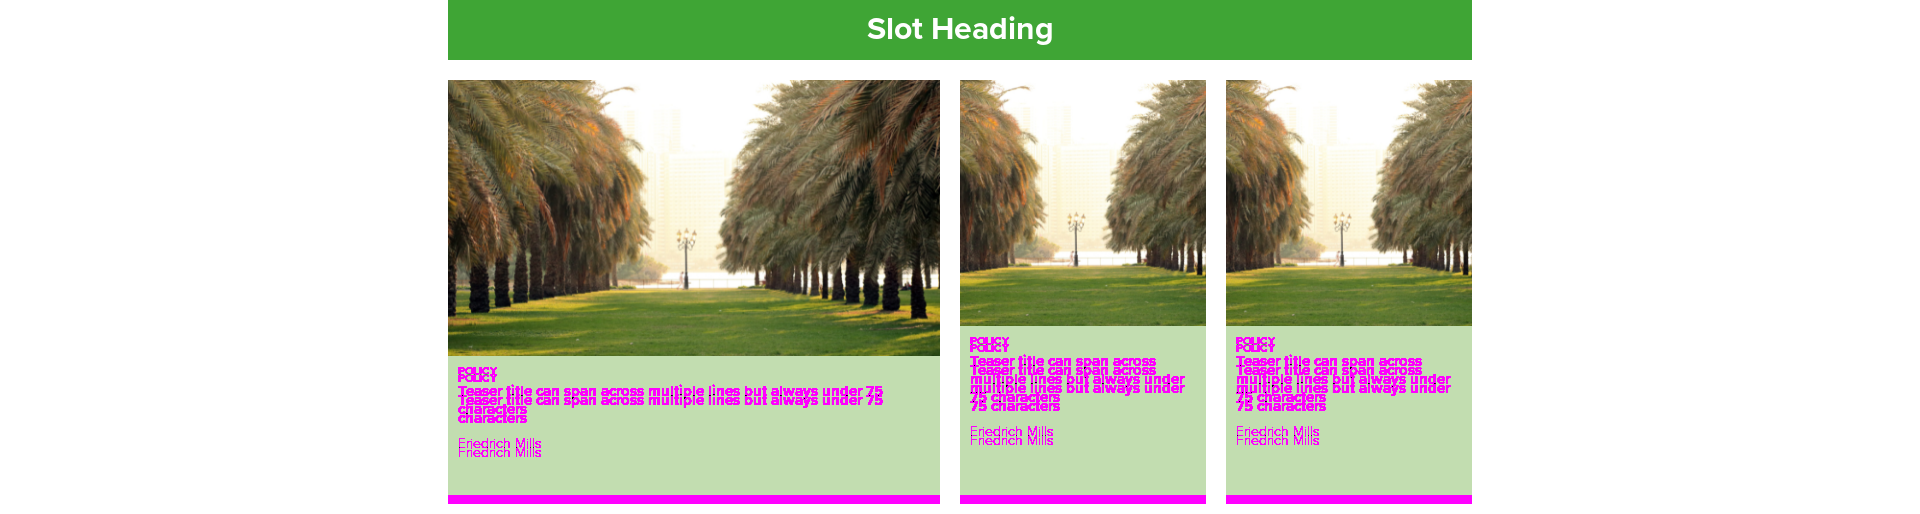 Slot Heading
POLICY
POLICY
Teaser title can span across multiple lines but always under 75
Teaser title can span across multiple lines but always under 75
characters
characters
Friedrich Mills
Friedrich Mills
POLICY
POLICY
Teaser title can span across
Teaser title can span across
multiple lines but always under
multiple lines but always under
75 characters
75 characters
Friedrich Mills
Friedrich Mills
POLICY
POLICY
Teaser title can span across
Teaser title can span across
multiple lines but always under
multiple lines but always under
75 characters
75 characters
Friedrich Mills
Friedrich Mills